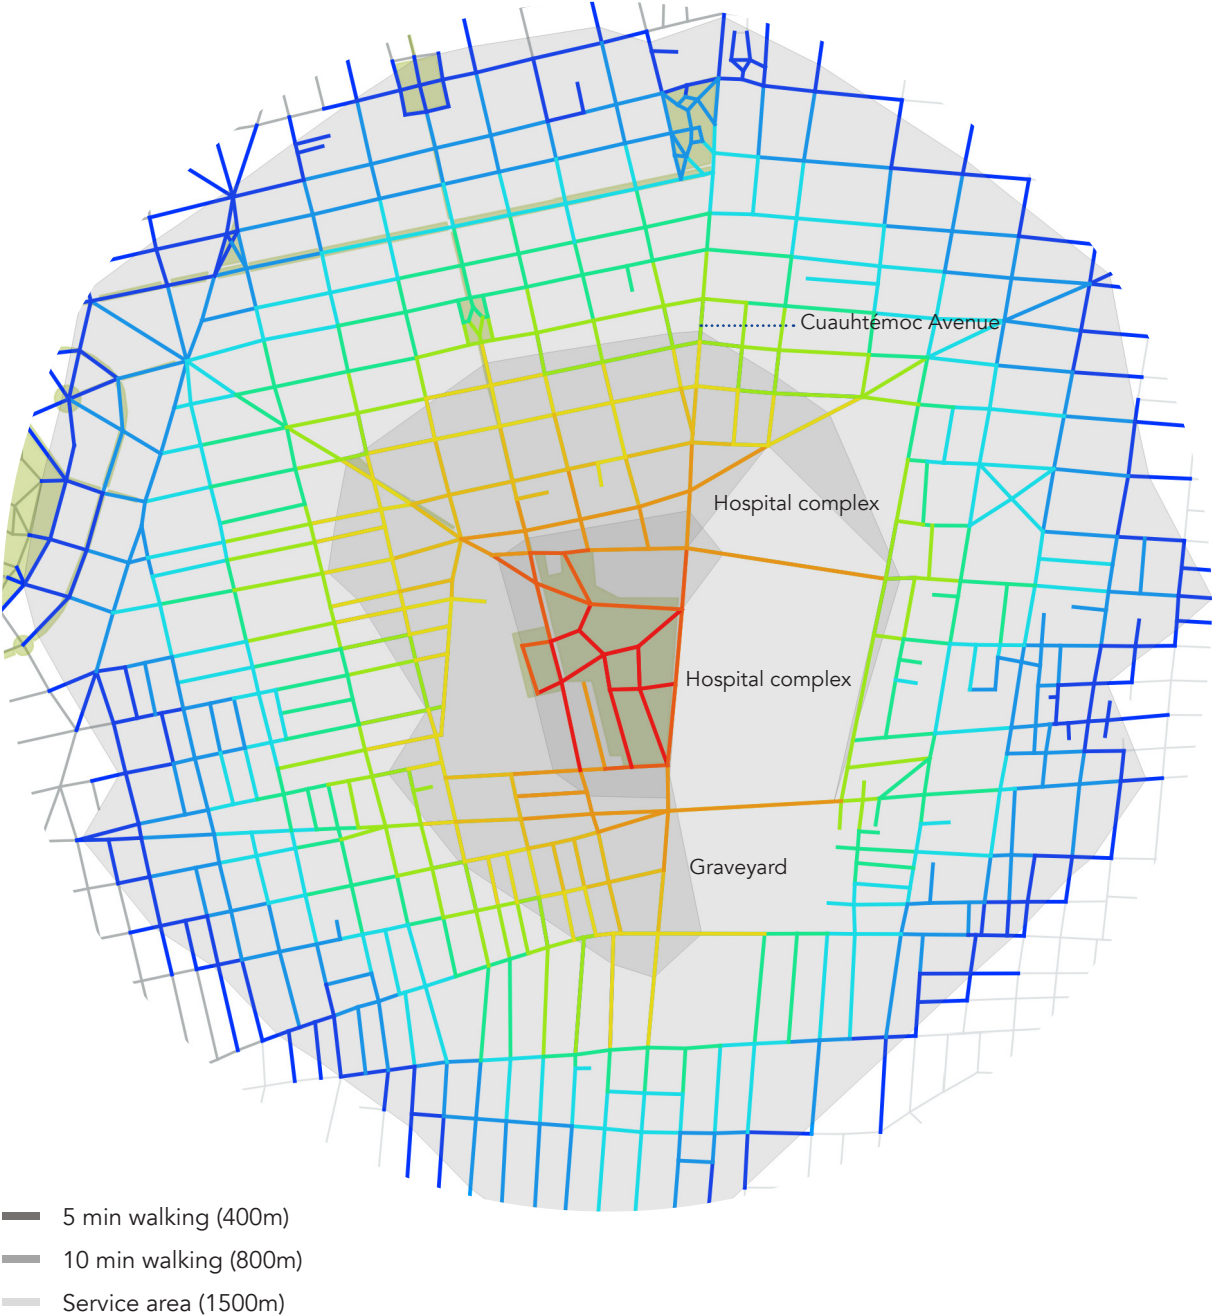 Cuauhtémoc Avenue
Hospital complex
Hospital complex
Graveyard
5 min walking (400m)
10 min walking (800m)
Service area (1500m)